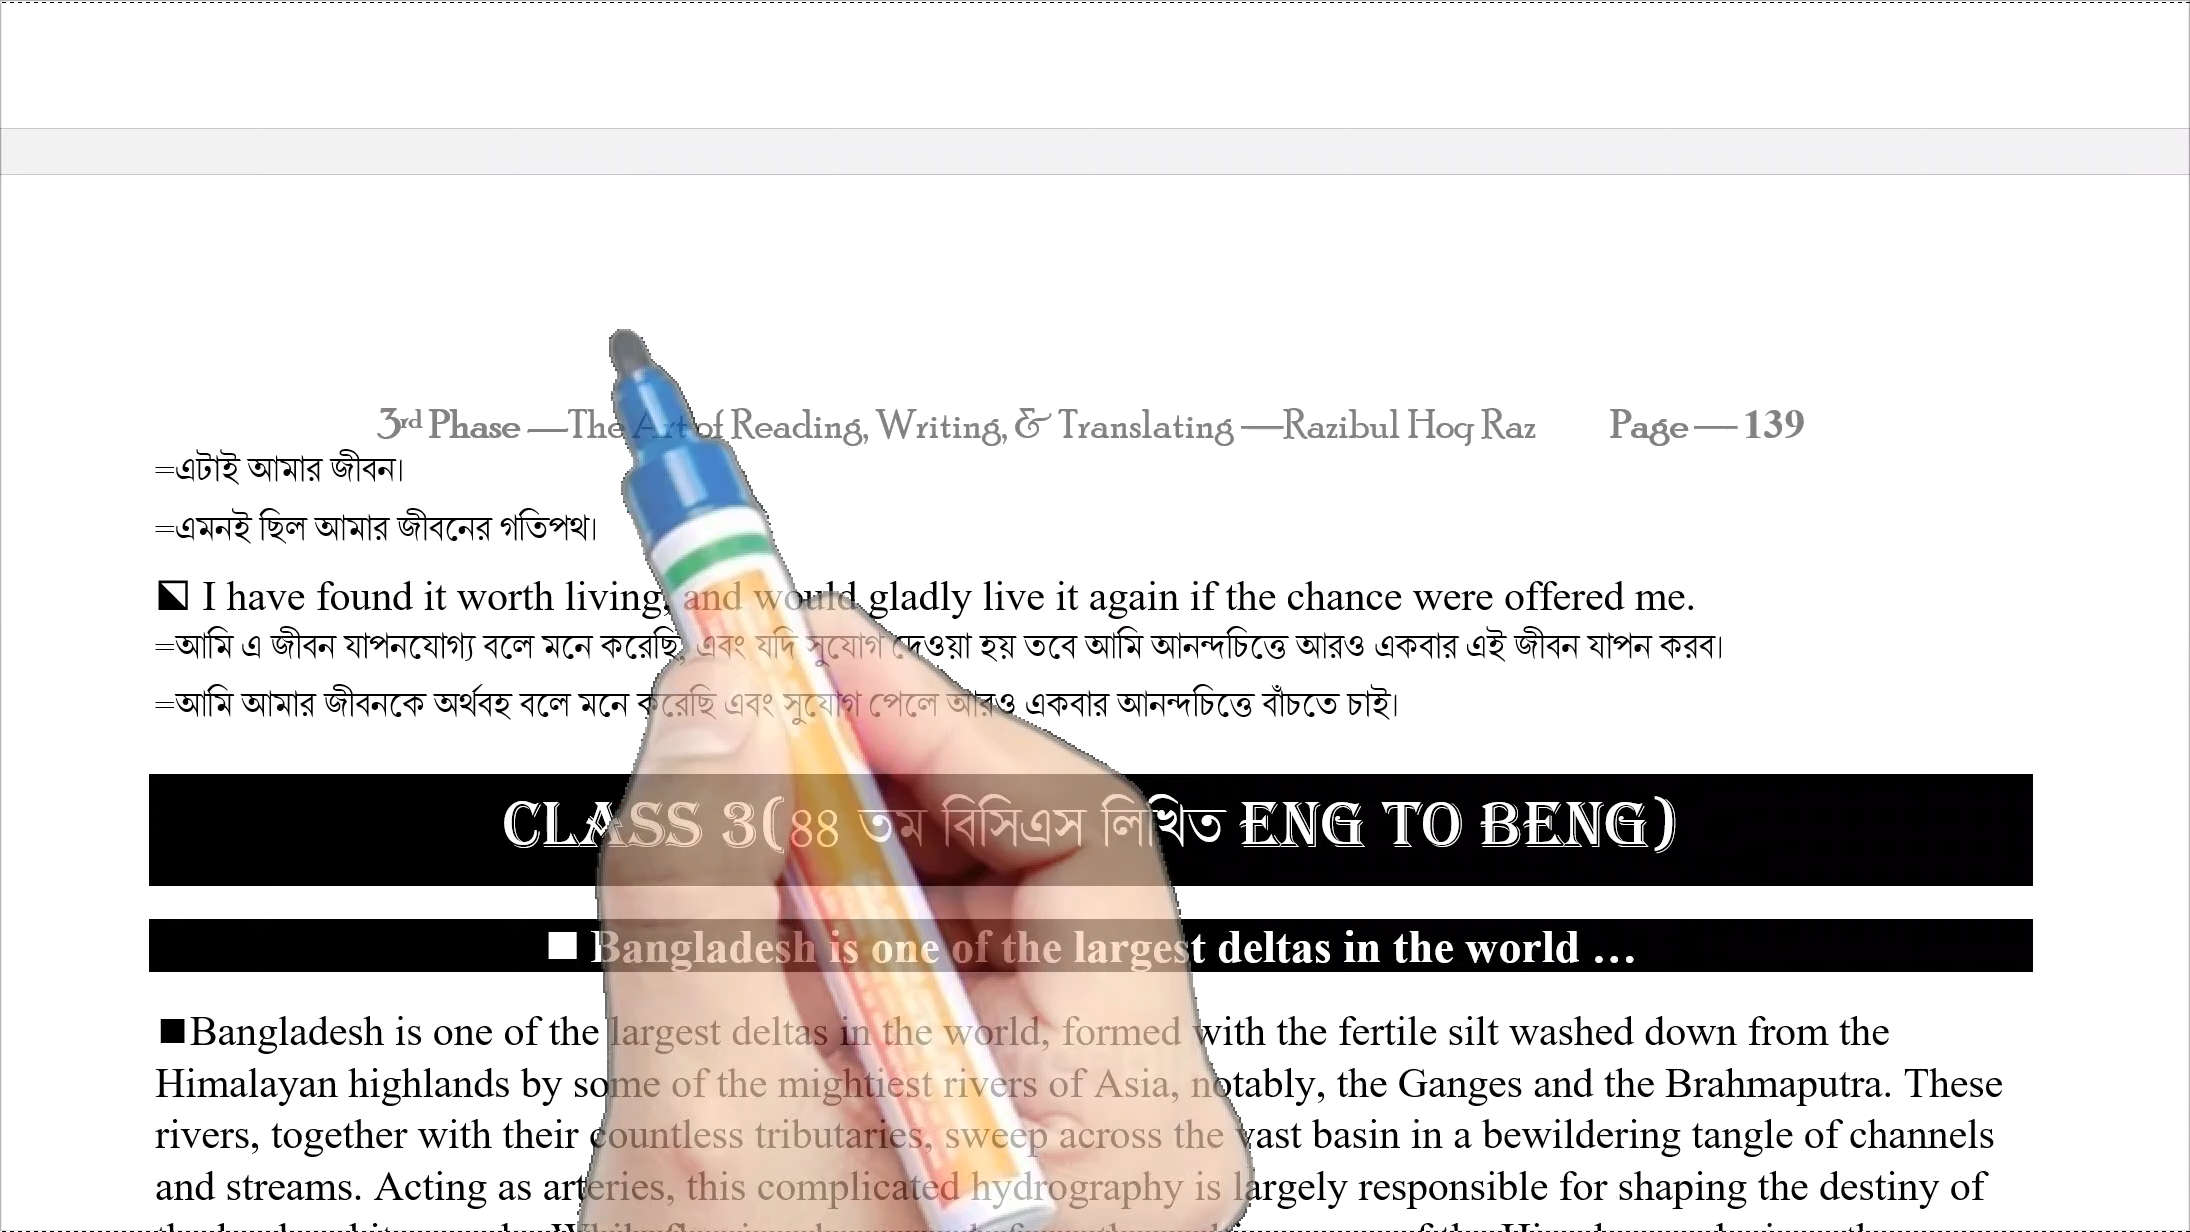 3rd Phase —The Art of Reading, Writing, & Translating —Razibul Hoq Raz Page — 139
=এটাই আমার জীবন।
=এমনই ছিল আমার জীবনের গতিপথ।
I have found it worth living, and would gladly live it again if the chance were offered me.
=আমি এ জীবন যাপনযোগ্য বলে মনে করেছি, এবং যদি সুযোগ দেওয়া হয় তবে আমি আনন্দচিত্তে আরও একবার এই জীবন যাপন করব।
=আমি আমার জীবনকে অর্থবহ বলে মনে করেছি এবং সুযোগ পেলে আরও একবার আনন্দচিত্তে বাঁচতে চাই।
CLASS 3(৪৪ তম বিসিএস লিখিত ENG TO BENG)
■ Bangladesh is one of the largest deltas in the world …
■Bangladesh is one of the largest deltas in the world, formed with the fertile silt washed down from the
Himalayan highlands by some of the mightiest rivers of Asia, notably, the Ganges and the Brahmaputra. These
rivers, together with their countless tributaries, sweep across the vast basin in a bewildering tangle of channels
and streams. Acting as arteries, this complicated hydrography is largely responsible for shaping the destiny of